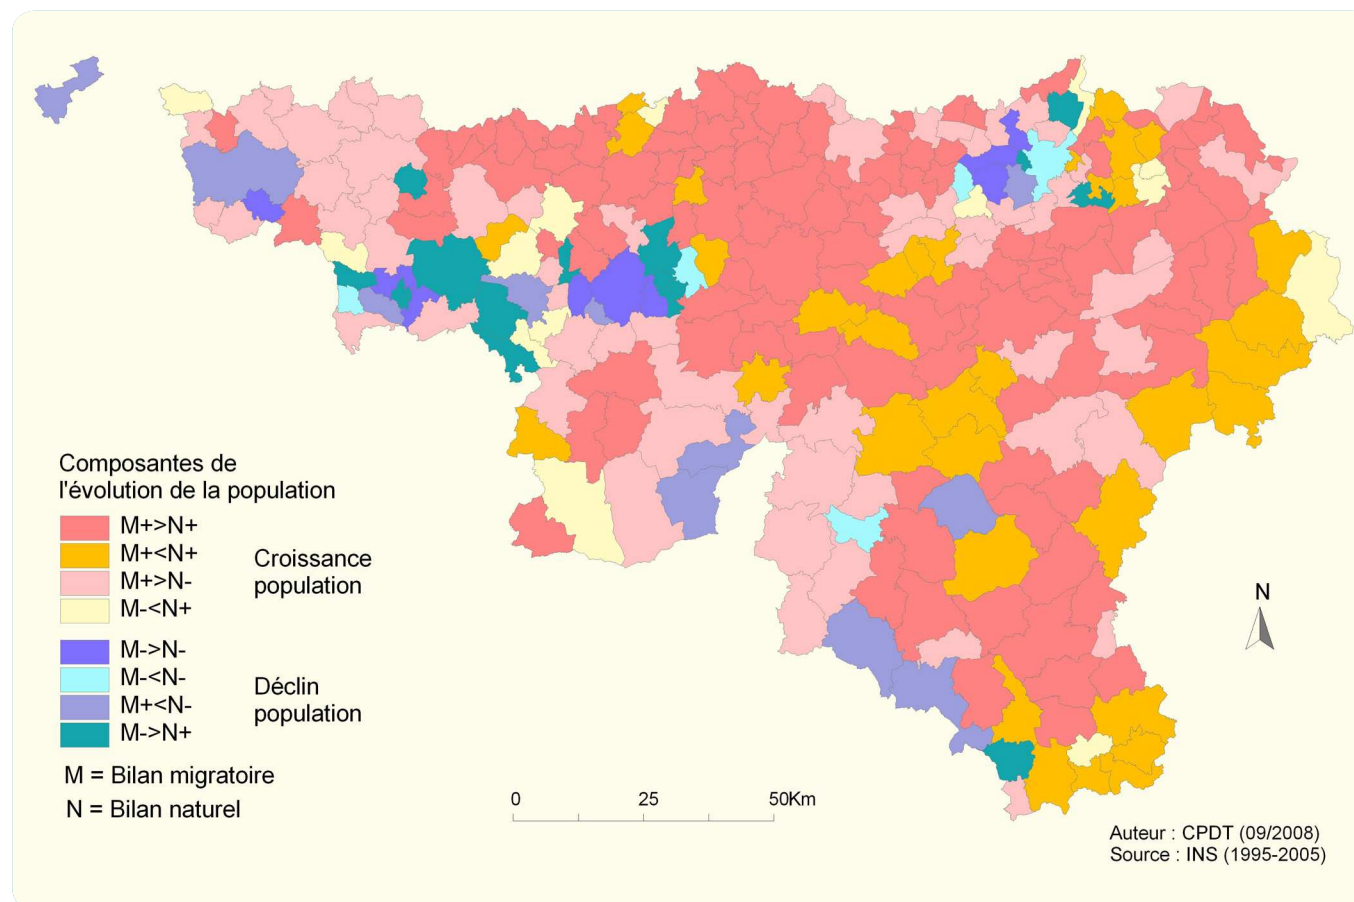 Composantes de
l'évolution de la population
M+>N+
M+<N+
M+>N-
M-<N+
Croissance
population
M->N-
M-<N-
M+<N-
M->N+
Déclin
population
M = Bilan migratoire
N = Bilan naturel
0 25 50Km
N
Auteur : CPDT (09/2008)
Source : INS (1995-2005)